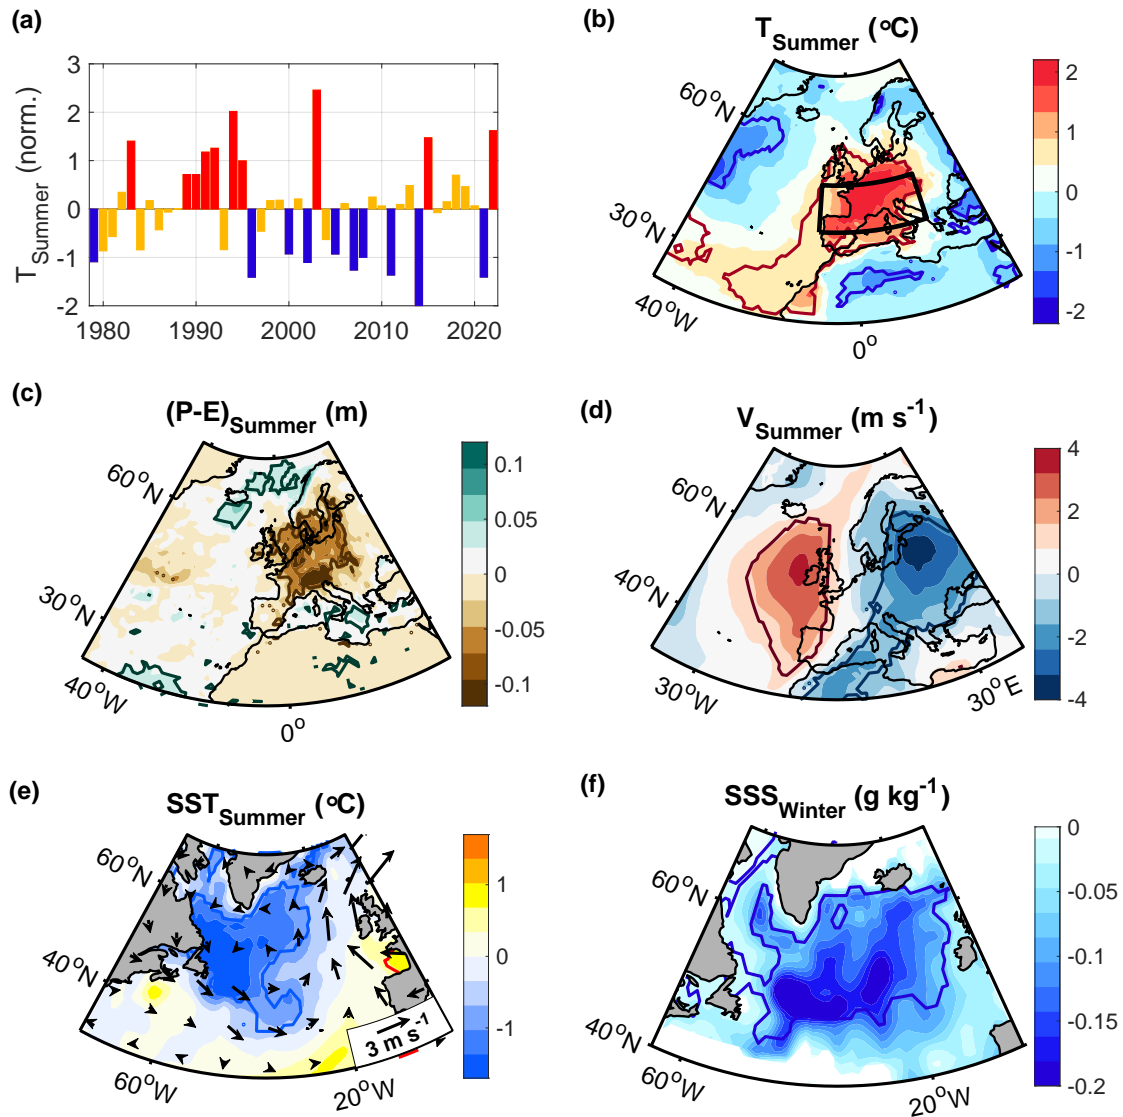 (a)
T_Summer (norm.)
3
2
1
0
-1
-2
1980
1990
2000
2010
2020
(b)
T_Summer (°C)
60°N
30°N
40°W
0°
2
1
0
-1
-2
(c)
(P-E)_Summer (m)
60°N
30°N
40°W
0°
0.1
0.05
0
-0.05
-0.1
(d)
V_Summer (m s⁻¹)
60°N
40°N
30°W
30°E
4
2
0
-2
-4
(e)
SST_Summer (°C)
60°N
40°N
60°W
20°W
3 m s⁻¹
1
0
-1
(f)
SSS_Winter (g kg⁻¹)
60°N
40°N
60°W
20°W
0
-0.05
-0.1
-0.15
-0.2